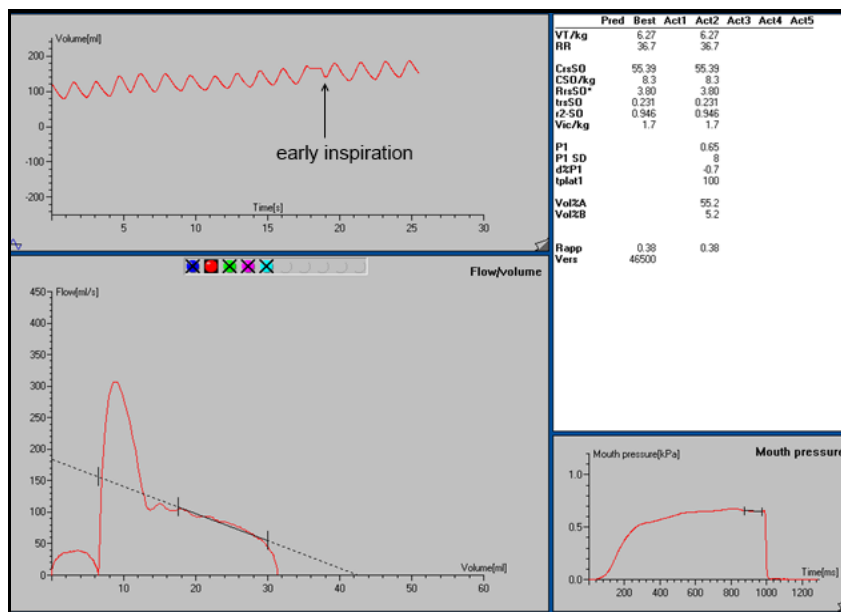 Volume[ml]
200
100
0
-100
-200
early inspiration
Time[s]
5 10 15 20 25 30
Pred Best Act1 Act2 Act3 Act4 Act5
VT/kg 6.27 6.27
RR 36.7 36.7
CrsSO 55.39 55.39
CSO/kg 8.3 8.3
RrsSO* 3.80 3.80
trsSO 0.231 0.231
r2-SO 0.946 0.946
Vic/kg 1.7 1.7
P1 0.65
P1 SD 8
d%P1 -0.7
tplat1 100
Vol%A 55.2
Vol%B 5.2
Rapp 0.38 0.38
Vers 46500
Flow/volume
Flow[ml/s]
450
400
350
300
250
200
150
100
50
0
Volume[ml]
0 10 20 30 40 50 60
Mouth pressure[kPa] Mouth pressure
1.0
0.5
0.0
Time[ms]
200 400 600 800 1000 1200